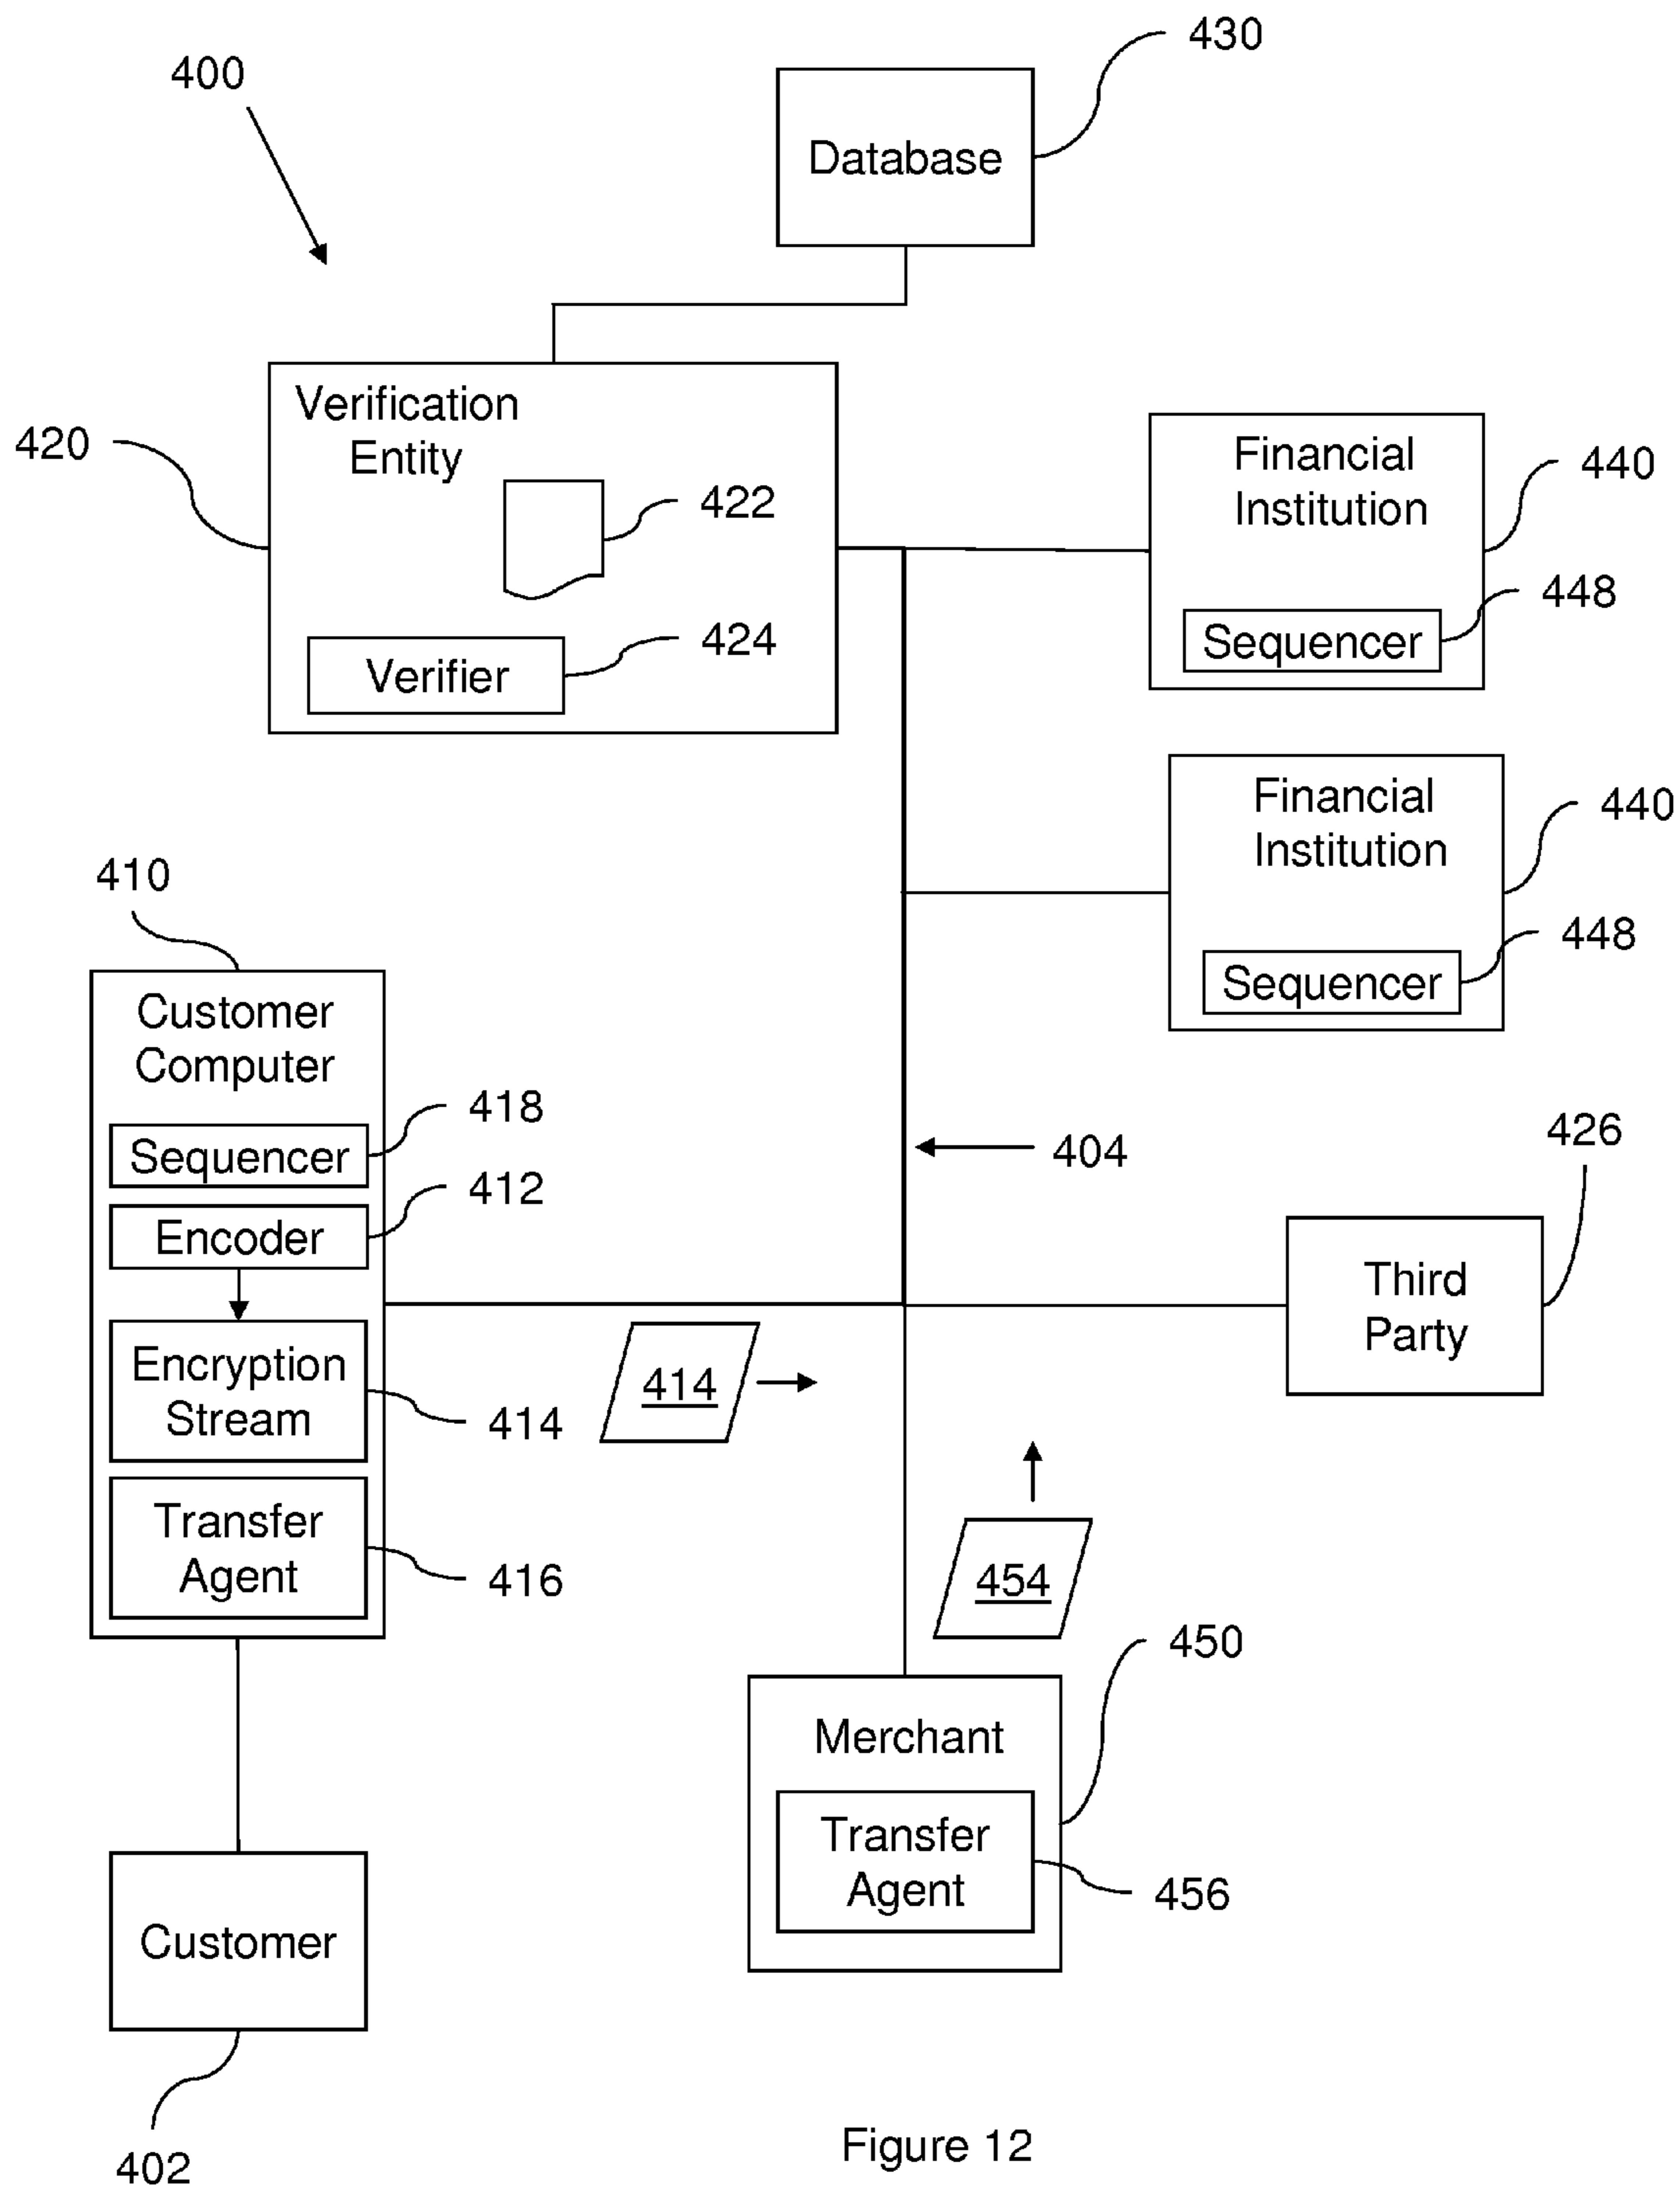 430
400
Database
Verification
Entity
420
422
Verifier
424
Financial
Institution
440
Sequencer
448
Financial
Institution
440
Sequencer
448
410
Customer
Computer
Sequencer
418
Encoder
412
Encryption
Stream
414
Transfer
Agent
416
404
426
Third
Party
414
454
450
Merchant
Transfer
Agent
456
Customer
402
Figure 12